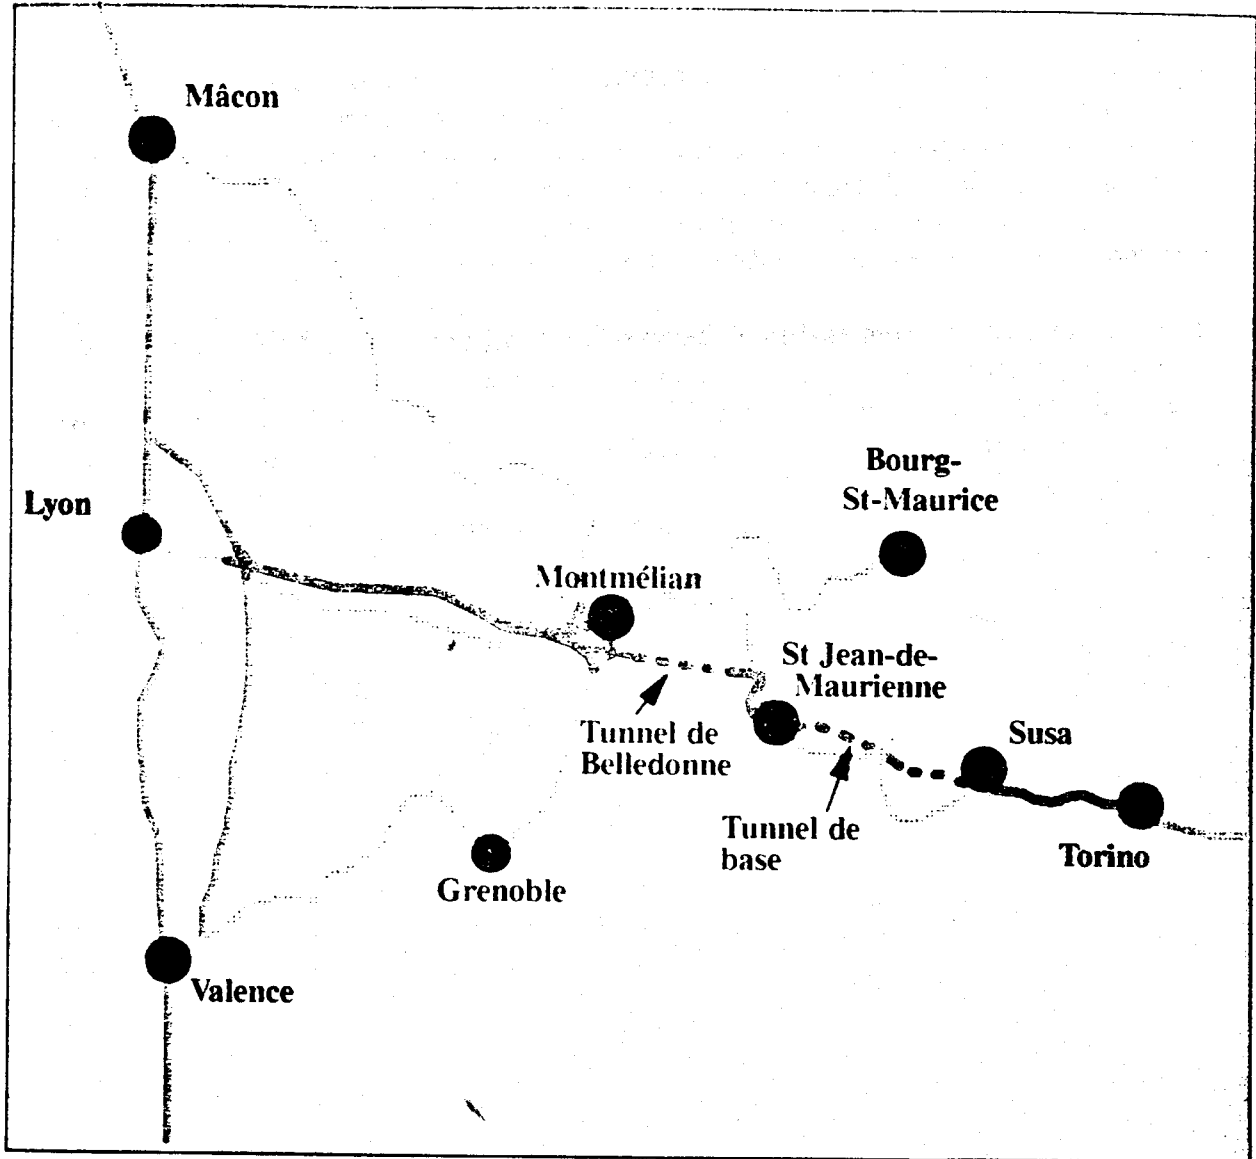 Mâcon
Bourg-
St-Maurice
Lyon
Montmélian
St Jean-de-
Maurienne
Tunnel de
Belledonne
Susa
Tunnel de
base
Torino
Grenoble
Valence